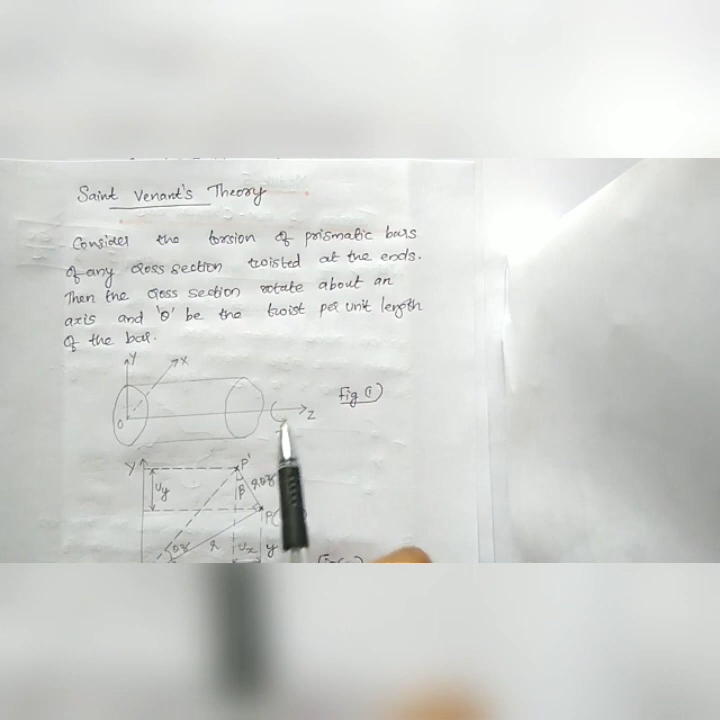 Saint Venant's Theory
Consider the torsion of prismatic bars
of any cross section twisted at the ends.
Then the cross section rotate about an
axis and 'θ' be the twist per unit length
of the bar.
Y
X
O
Z
Fig ①
Y
P'
Uy
β
rθz
P(
θz
r
Ux
y